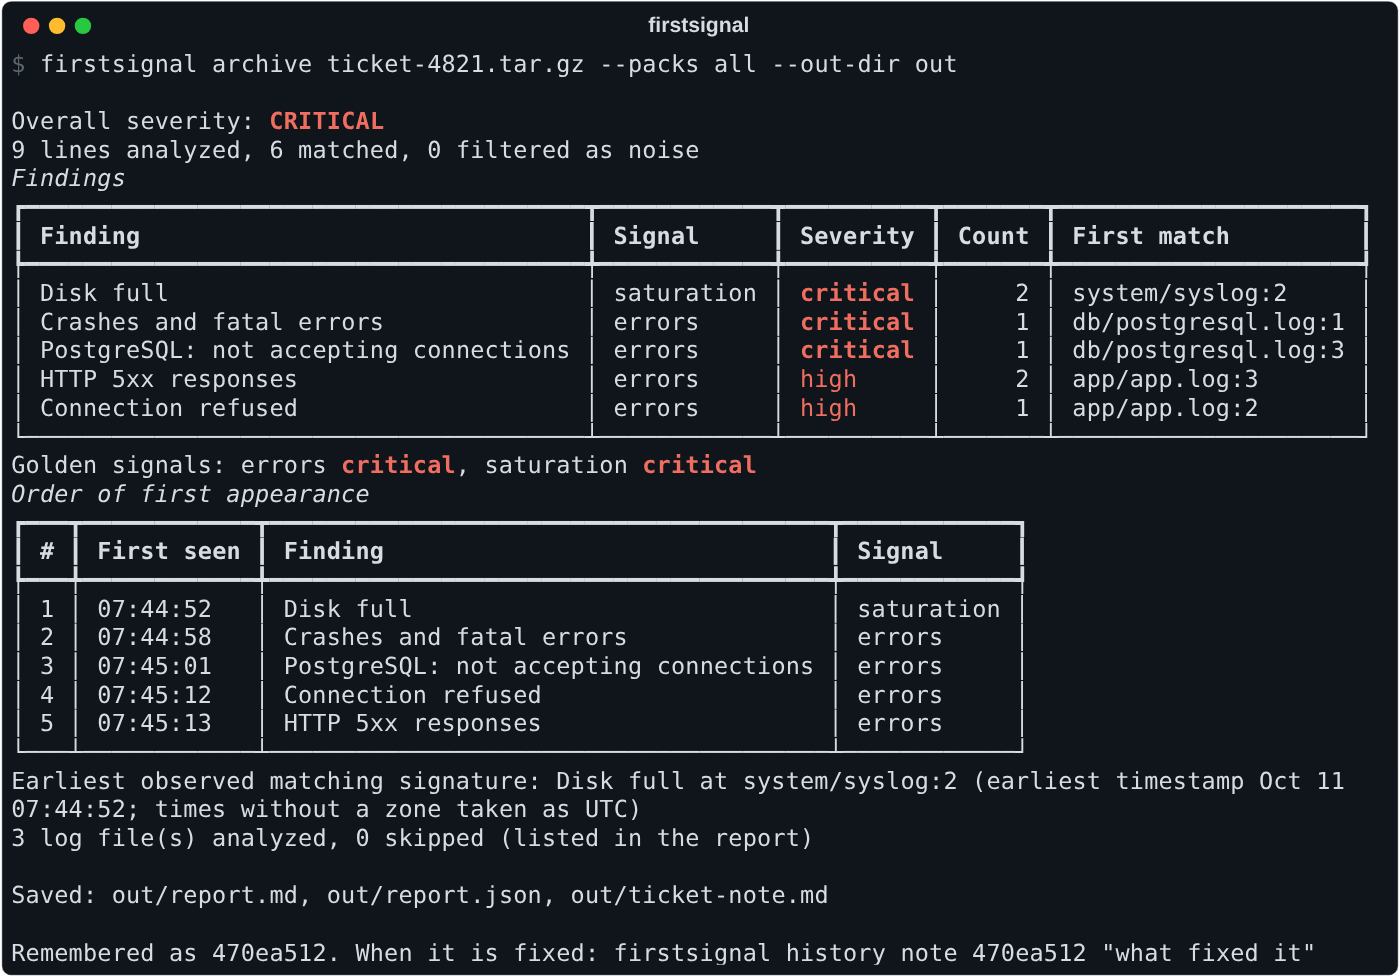 firstsignal
$ firstsignal archive ticket-4821.tar.gz --packs all --out-dir out
Overall severity: CRITICAL
9 lines analyzed, 6 matched, 0 filtered as noise
Findings
Finding Signal Severity Count First match
Disk full saturation critical 2 system/syslog:2
Crashes and fatal errors errors critical 1 db/postgresql.log:1
PostgreSQL: not accepting connections errors critical 1 db/postgresql.log:3
HTTP 5xx responses errors high 2 app/app.log:3
Connection refused errors high 1 app/app.log:2
Golden signals: errors critical, saturation critical
Order of first appearance
# First seen Finding Signal
1 07:44:52 Disk full saturation
2 07:44:58 Crashes and fatal errors errors
3 07:45:01 PostgreSQL: not accepting connections errors
4 07:45:12 Connection refused errors
5 07:45:13 HTTP 5xx responses errors
Earliest observed matching signature: Disk full at system/syslog:2 (earliest timestamp Oct 11
07:44:52; times without a zone taken as UTC)
3 log file(s) analyzed, 0 skipped (listed in the report)
Saved: out/report.md, out/report.json, out/ticket-note.md
Remembered as 470ea512. When it is fixed: firstsignal history note 470ea512 "what fixed it"